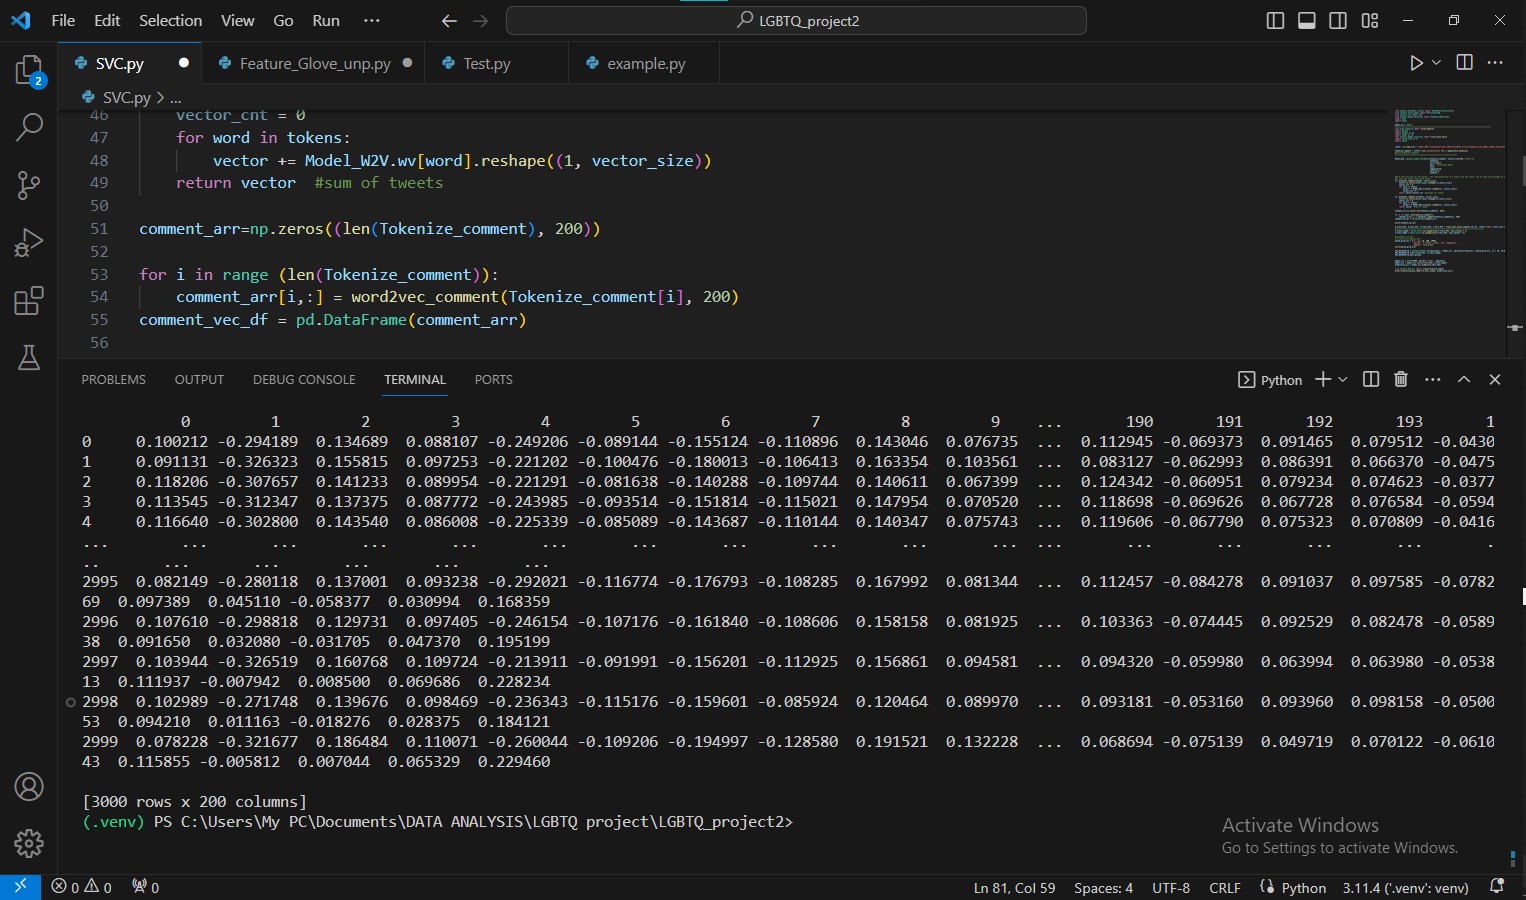 File Edit Selection View Go Run ··· LGBTQ_project2
SVC.py Feature_Glove_unp.py Test.py example.py
2
SVC.py > ...
46 vector_cnt = 0
47 for word in tokens:
48 vector += Model_W2V.wv[word].reshape((1, vector_size))
49 return vector #sum of tweets
50
51 comment_arr=np.zeros((len(Tokenize_comment), 200))
52
53 for i in range (len(Tokenize_comment)):
54 comment_arr[i,:] = word2vec_comment(Tokenize_comment[i], 200)
55 comment_vec_df = pd.DataFrame(comment_arr)
56
PROBLEMS OUTPUT DEBUG CONSOLE TERMINAL PORTS Python
0 1 2 3 4 5 6 7 8 9 ... 190 191 192 193 1
0 0.100212 -0.294189 0.134689 0.088107 -0.249206 -0.089144 -0.155124 -0.110896 0.143046 0.076735 ... 0.112945 -0.069373 0.091465 0.079512 -0.0430
1 0.091131 -0.326323 0.155815 0.097253 -0.221202 -0.100476 -0.180013 -0.106413 0.163354 0.103561 ... 0.083127 -0.062993 0.086391 0.066370 -0.0475
2 0.118206 -0.307657 0.141233 0.089954 -0.221291 -0.081638 -0.140288 -0.109744 0.140611 0.067399 ... 0.124342 -0.060951 0.079234 0.074623 -0.0377
3 0.113545 -0.312347 0.137375 0.087772 -0.243985 -0.093514 -0.151814 -0.115021 0.147954 0.070520 ... 0.118698 -0.069626 0.067728 0.076584 -0.0594
4 0.116640 -0.302800 0.143540 0.086008 -0.225339 -0.085089 -0.143687 -0.110144 0.140347 0.075743 ... 0.119606 -0.067790 0.075323 0.070809 -0.0416
... ... ... ... ... ... ... ... ... ... ... ... ... ... ... ... .
.. ... ... ... ... ...
2995 0.082149 -0.280118 0.137001 0.093238 -0.292021 -0.116774 -0.176793 -0.108285 0.167992 0.081344 ... 0.112457 -0.084278 0.091037 0.097585 -0.0782
69 0.097389 0.045110 -0.058377 0.030994 0.168359
2996 0.107610 -0.298818 0.129731 0.097405 -0.246154 -0.107176 -0.161840 -0.108606 0.158158 0.081925 ... 0.103363 -0.074445 0.092529 0.082478 -0.0589
38 0.091650 0.032080 -0.031705 0.047370 0.195199
2997 0.103944 -0.326519 0.160768 0.109724 -0.213911 -0.091991 -0.156201 -0.112925 0.156861 0.094581 ... 0.094320 -0.059980 0.063994 0.063980 -0.0538
13 0.111937 -0.007942 0.008500 0.069686 0.228234
2998 0.102989 -0.271748 0.139676 0.098469 -0.236343 -0.115176 -0.159601 -0.085924 0.120464 0.089970 ... 0.093181 -0.053160 0.093960 0.098158 -0.0500
53 0.094210 0.011163 -0.018276 0.028375 0.184121
2999 0.078228 -0.321677 0.186484 0.110071 -0.260044 -0.109206 -0.194997 -0.128580 0.191521 0.132228 ... 0.068694 -0.075139 0.049719 0.070122 -0.0610
43 0.115855 -0.005812 0.007044 0.065329 0.229460
[3000 rows x 200 columns]
(.venv) PS C:\Users\My PC\Documents\DATA ANALYSIS\LGBTQ project\LGBTQ_project2>
Activate Windows
Go to Settings to activate Windows.
0 0 0 Ln 81, Col 59 Spaces: 4 UTF-8 CRLF Python 3.11.4 ('.venv': venv)